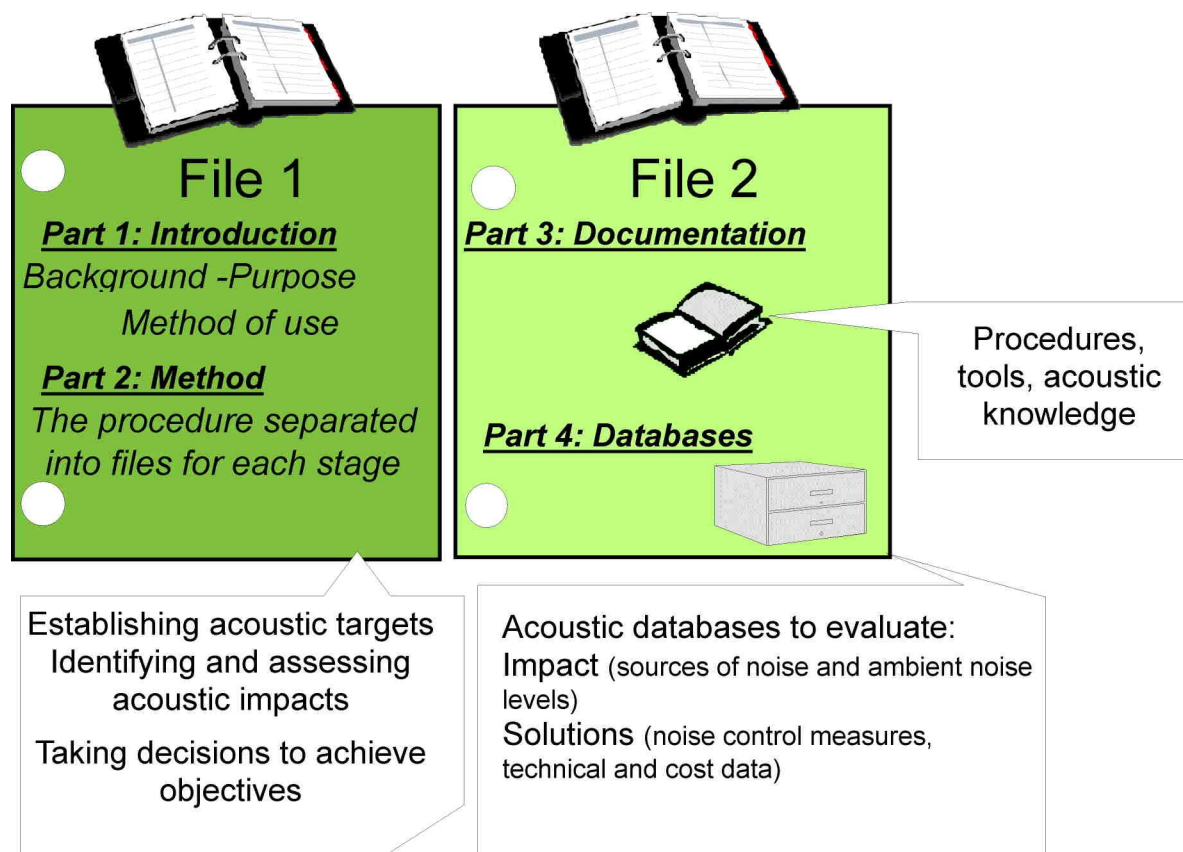 File 1
Part 1: Introduction
Background -Purpose
Method of use
Part 2: Method
The procedure separated
into files for each stage
File 2
Part 3: Documentation
Part 4: Databases
Procedures,
tools, acoustic
knowledge
Establishing acoustic targets
Identifying and assessing
acoustic impacts
Taking decisions to achieve
objectives
Acoustic databases to evaluate:
Impact (sources of noise and ambient noise
levels)
Solutions (noise control measures,
technical and cost data)